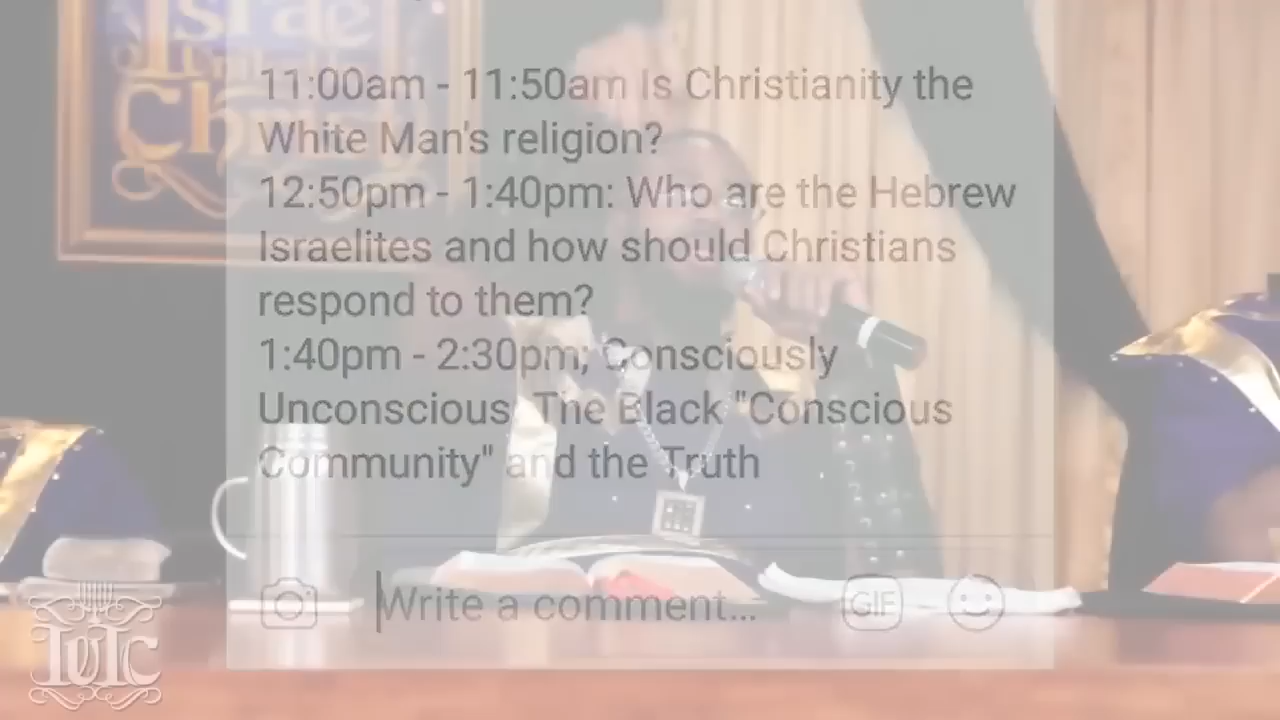 Israe
Christ
11:00am - 11:50am Is Christianity the
White Man's religion?
12:50pm - 1:40pm: Who are the Hebrew
Israelites and how should Christians
respond to them?
1:40pm - 2:30pm; Consciously
Unconscious: The Black "Conscious
Community" and the Truth
Write a comment...
GIF
IUIC